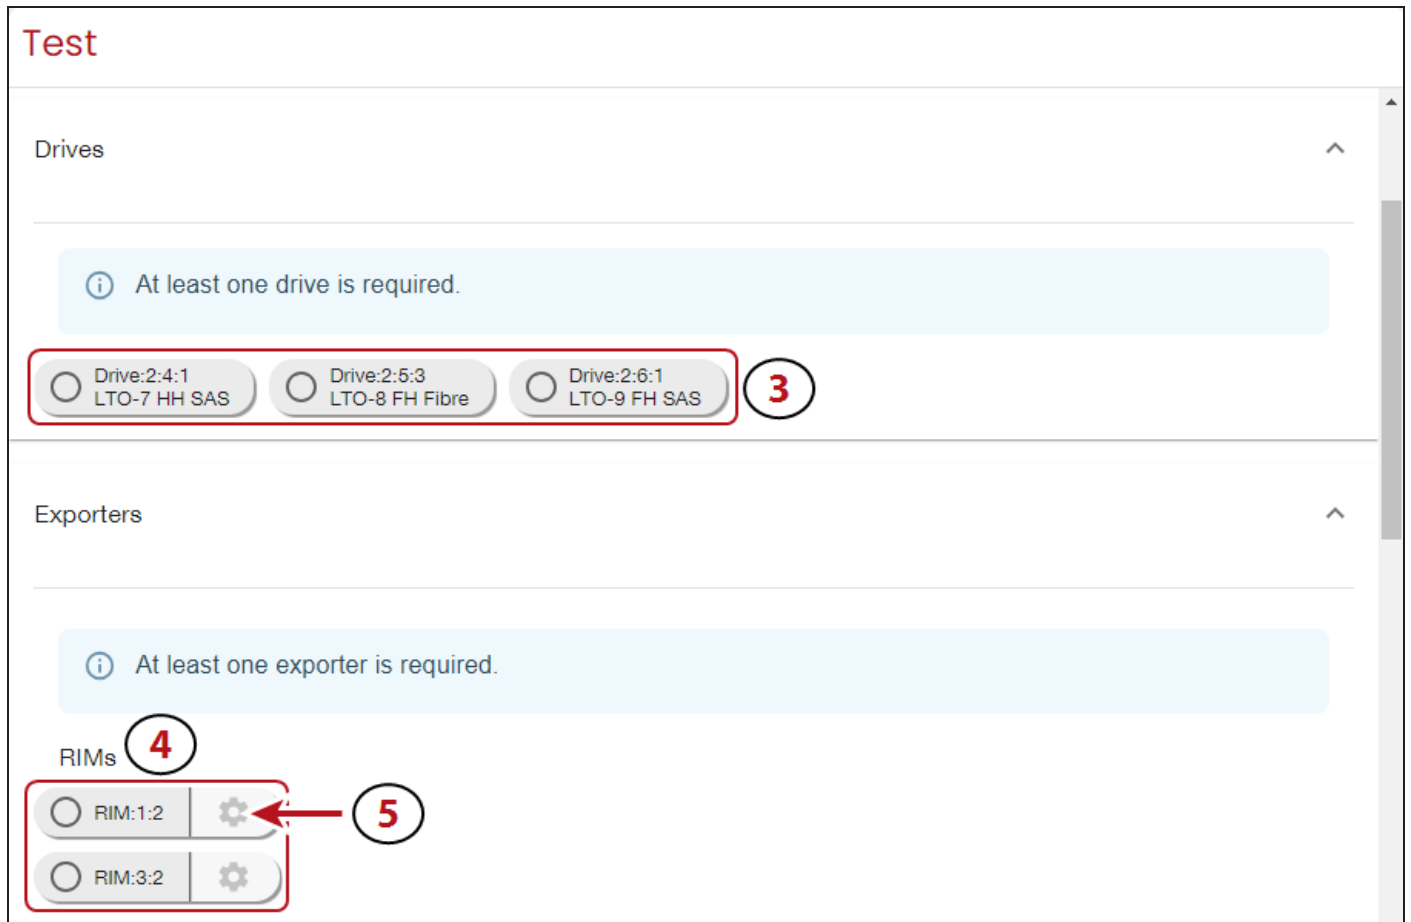 Test
Drives
At least one drive is required.
Drive:2:4:1
LTO-7 HH SAS
Drive:2:5:3
LTO-8 FH Fibre
Drive:2:6:1
LTO-9 FH SAS
3
Exporters
At least one exporter is required.
RIMs
4
RIM:1:2
5
RIM:3:2